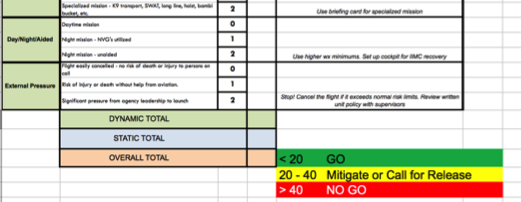 Specialized mission - K9 transport, SWAT, long line, hoist, bambi
bucket, etc.
2
Use briefing card for specialized mission
Daytime mission
0
Day/Night/Aided
Night mission - NVG's utilized
1
Night mission - unaided
2
Use higher wx minimums. Set up cockpit for IIMC recovery
Flight easily cancelled - no risk of death or injury to persons on
call
0
External Pressure
Risk of injury or death without help from aviation.
1
Significant pressure from agency leadership to launch
2
Stop! Cancel the flight if it exceeds normal risk limits. Review written
unit policy with supervisors
DYNAMIC TOTAL
STATIC TOTAL
OVERALL TOTAL
< 20 GO
20 - 40 Mitigate or Call for Release
> 40 NO GO